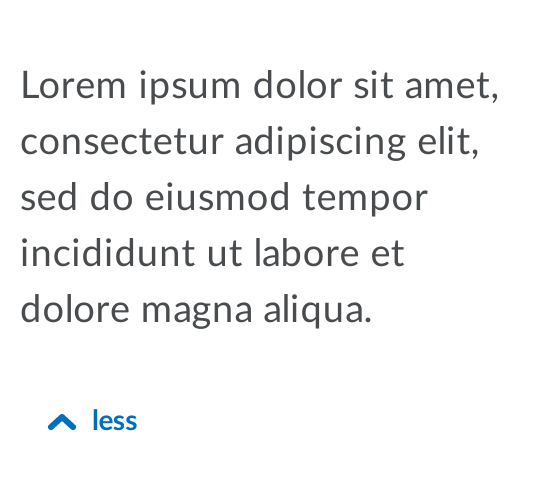 Lorem ipsum dolor sit amet,
consectetur adipiscing elit,
sed do eiusmod tempor
incididunt ut labore et
dolore magna aliqua.
less